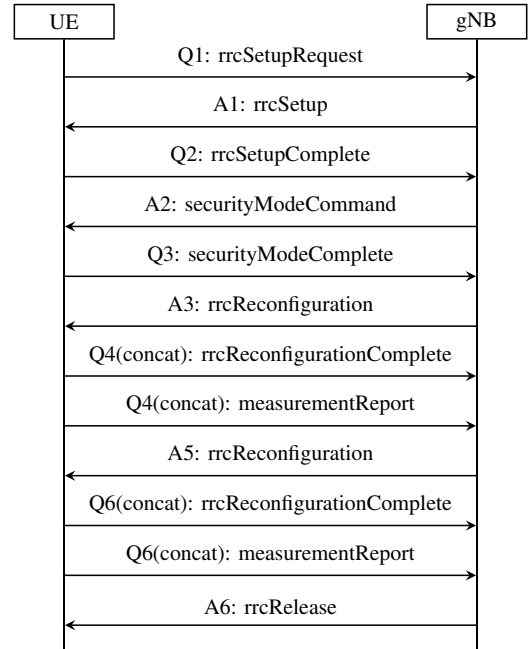 UE
gNB
Q1: rrcSetupRequest
A1: rrcSetup
Q2: rrcSetupComplete
A2: securityModeCommand
Q3: securityModeComplete
A3: rrcReconfiguration
Q4(concat): rrcReconfigurationComplete
Q4(concat): measurementReport
A5: rrcReconfiguration
Q6(concat): rrcReconfigurationComplete
Q6(concat): measurementReport
A6: rrcRelease